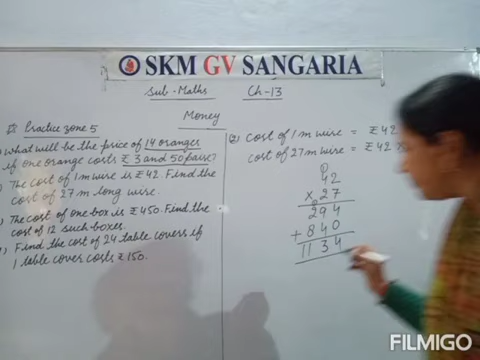 SKM GV SANGARIA
Sub - Maths Ch-13
Money
Practice zone 5
What will be the price of 14 oranges
if one orange costs ₹ 3 and 50 paise?
The cost of 1m wire is ₹42. Find the
cost of 27 m long wire.
The cost of one box is ₹450. Find the
cost of 12 such boxes.
Find the cost of 24 table covers if
1 table cover costs ₹150.
(2) Cost of 1m wire = ₹42
cost of 27m wire = ₹42 ×
42
× 27
294
+ 840
1134
FILMIGO